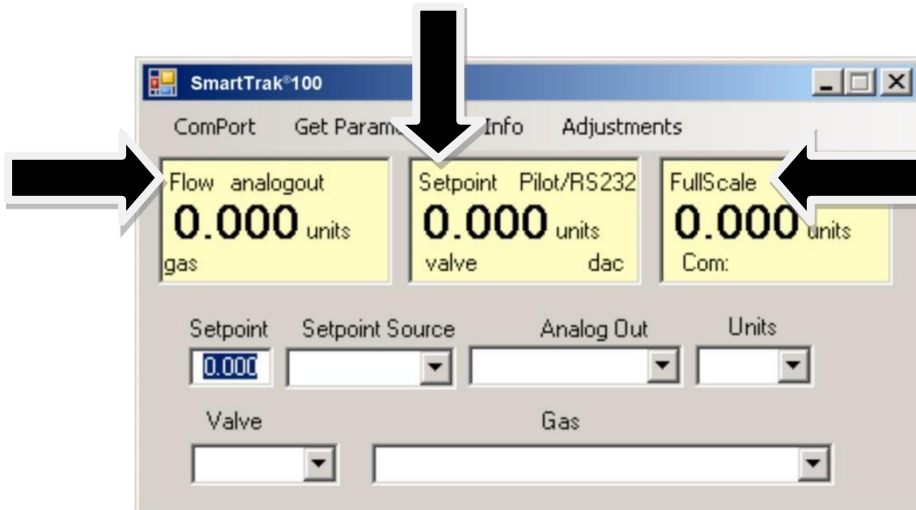 SmartTrak®100
ComPort Get Param Info Adjustments
Flow analogout
0.000 units
gas
Setpoint Pilot/RS232
0.000 units
valve dac
FullScale
0.000 units
Com:
Setpoint Setpoint Source Analog Out Units
0.000
Valve Gas